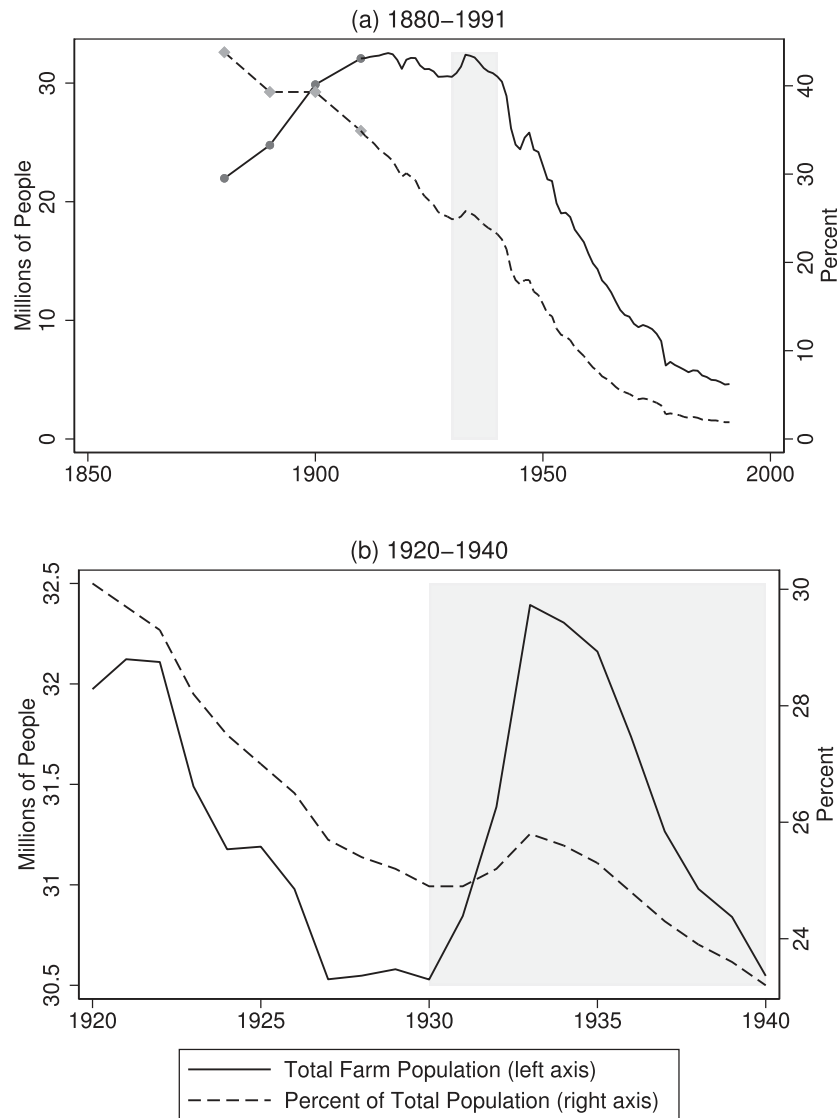 (a) 1880–1991
Millions of People
0 10 20 30
Percent
0 10 20 30 40
1850 1900 1950 2000
(b) 1920–1940
Millions of People
30.5 31 31.5 32 32.5
Percent
24 26 28 30
1920 1925 1930 1935 1940
Total Farm Population (left axis)
Percent of Total Population (right axis)